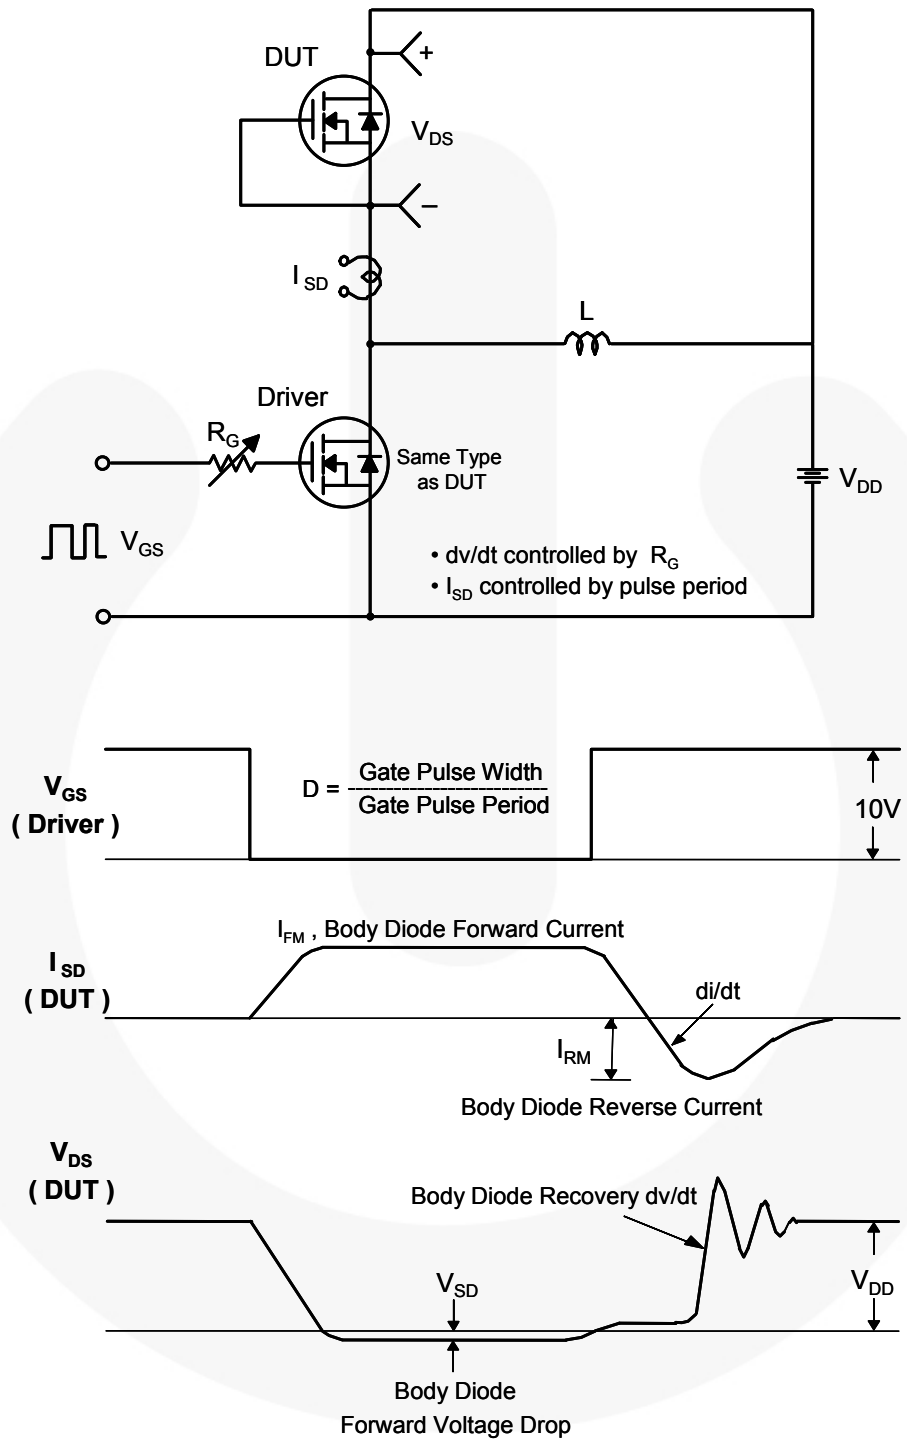 DUT
+
V_DS
–
I_SD
L
Driver
R_G
Same Type
as DUT
V_DD
V_GS
• dv/dt controlled by R_G
• I_SD controlled by pulse period
V_GS
( Driver )
D = Gate Pulse Width
Gate Pulse Period
10V
I_FM , Body Diode Forward Current
I_SD
( DUT )
di/dt
I_RM
Body Diode Reverse Current
V_DS
( DUT )
Body Diode Recovery dv/dt
V_SD
V_DD
Body Diode
Forward Voltage Drop